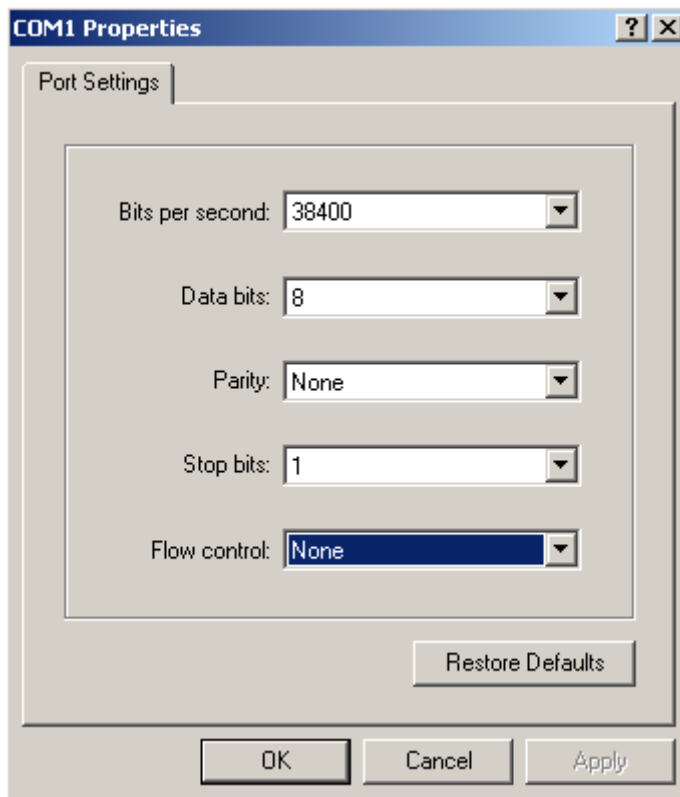 COM1 Properties
Port Settings
Bits per second: 38400
Data bits: 8
Parity: None
Stop bits: 1
Flow control: None
Restore Defaults
OK Cancel Apply